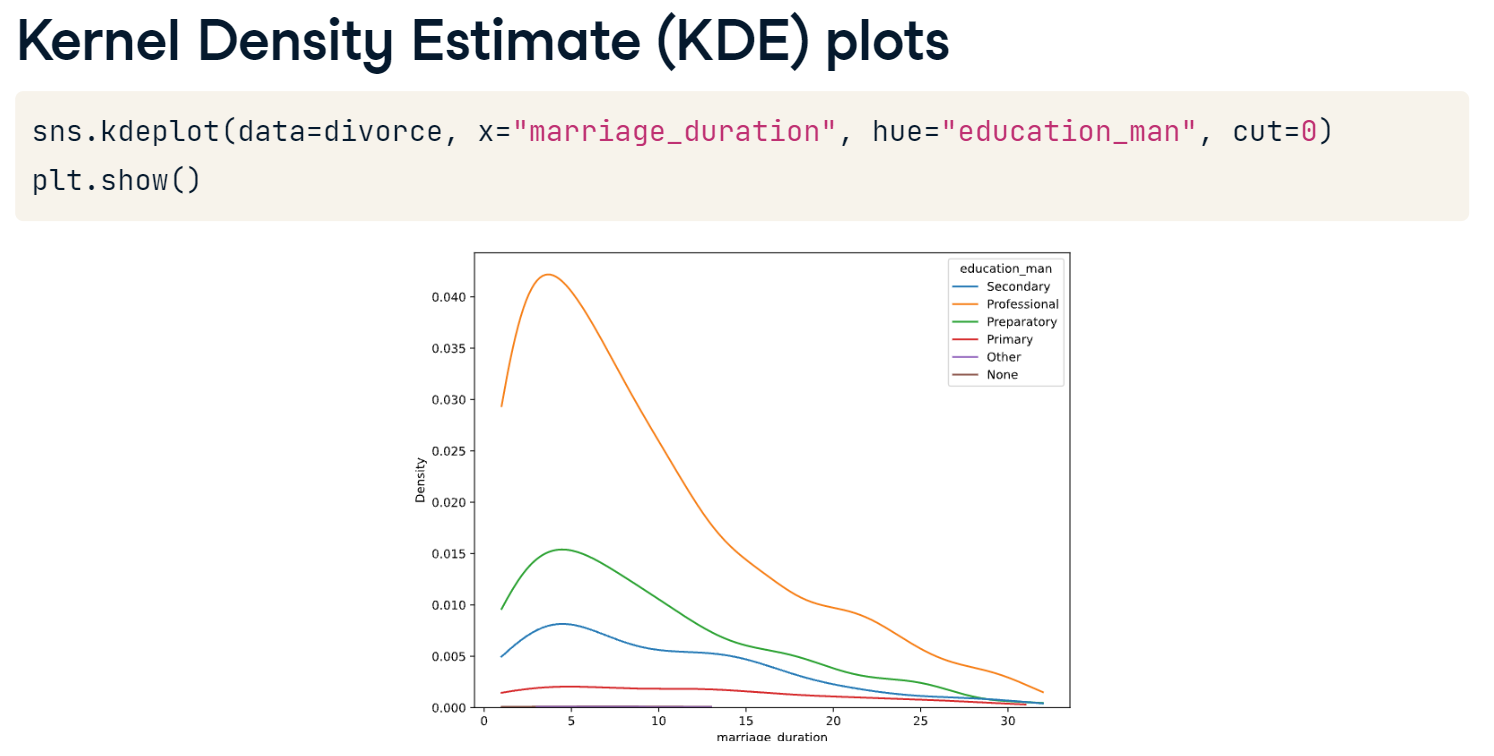 Kernel Density Estimate (KDE) plots
sns.kdeplot(data=divorce, x="marriage_duration", hue="education_man", cut=0)
plt.show()
education_man
Secondary
Professional
Preparatory
Primary
Other
None
Density
0.040
0.035
0.030
0.025
0.020
0.015
0.010
0.005
0.000
0 5 10 15 20 25 30
marriage_duration